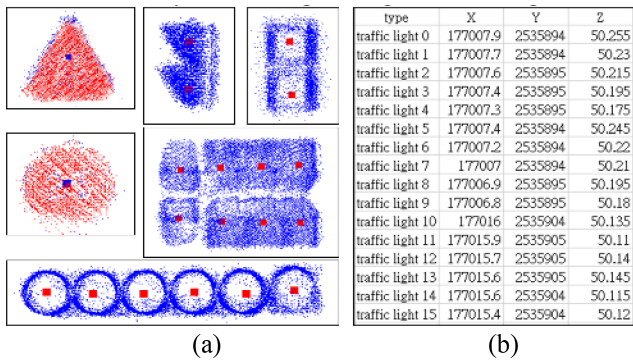 type X Y Z
traffic light 0 177007.9 2535894 50.255
traffic light 1 177007.7 2535894 50.23
traffic light 2 177007.6 2535895 50.215
traffic light 3 177007.4 2535895 50.195
traffic light 4 177007.3 2535895 50.175
traffic light 5 177007.4 2535894 50.245
traffic light 6 177007.2 2535894 50.22
traffic light 7 177007 2535894 50.21
traffic light 8 177006.9 2535895 50.195
traffic light 9 177006.8 2535895 50.18
traffic light 10 177016 2535904 50.135
traffic light 11 177015.9 2535905 50.11
traffic light 12 177015.7 2535905 50.14
traffic light 13 177015.6 2535904 50.145
traffic light 14 177015.6 2535904 50.115
traffic light 15 177015.4 2535904 50.12
(a) (b)